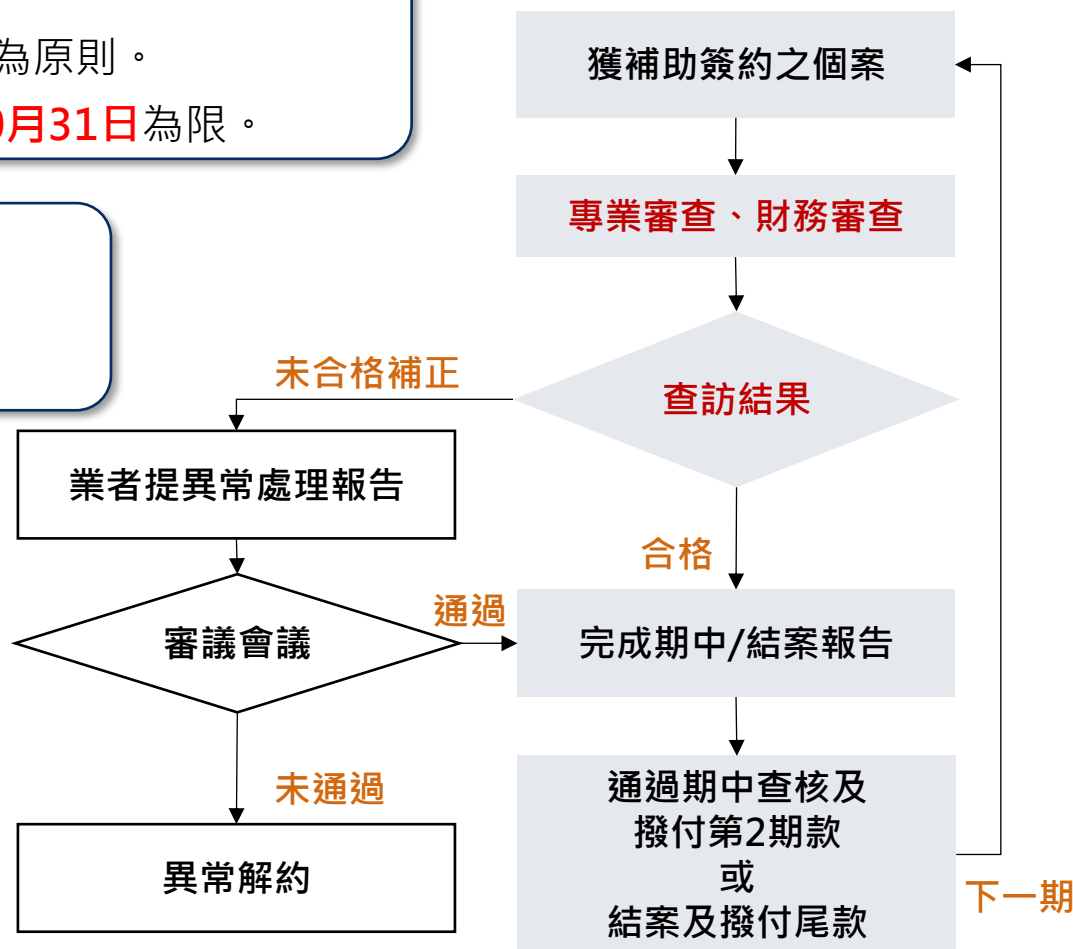 為原則。
月31日為限。
獲補助簽約之個案
專業審查、財務審查
查訪結果
未合格補正
業者提異常處理報告
合格
審議會議
通過
完成期中/結案報告
未通過
異常解約
通過期中查核及
撥付第2期款
或
結案及撥付尾款
下一期